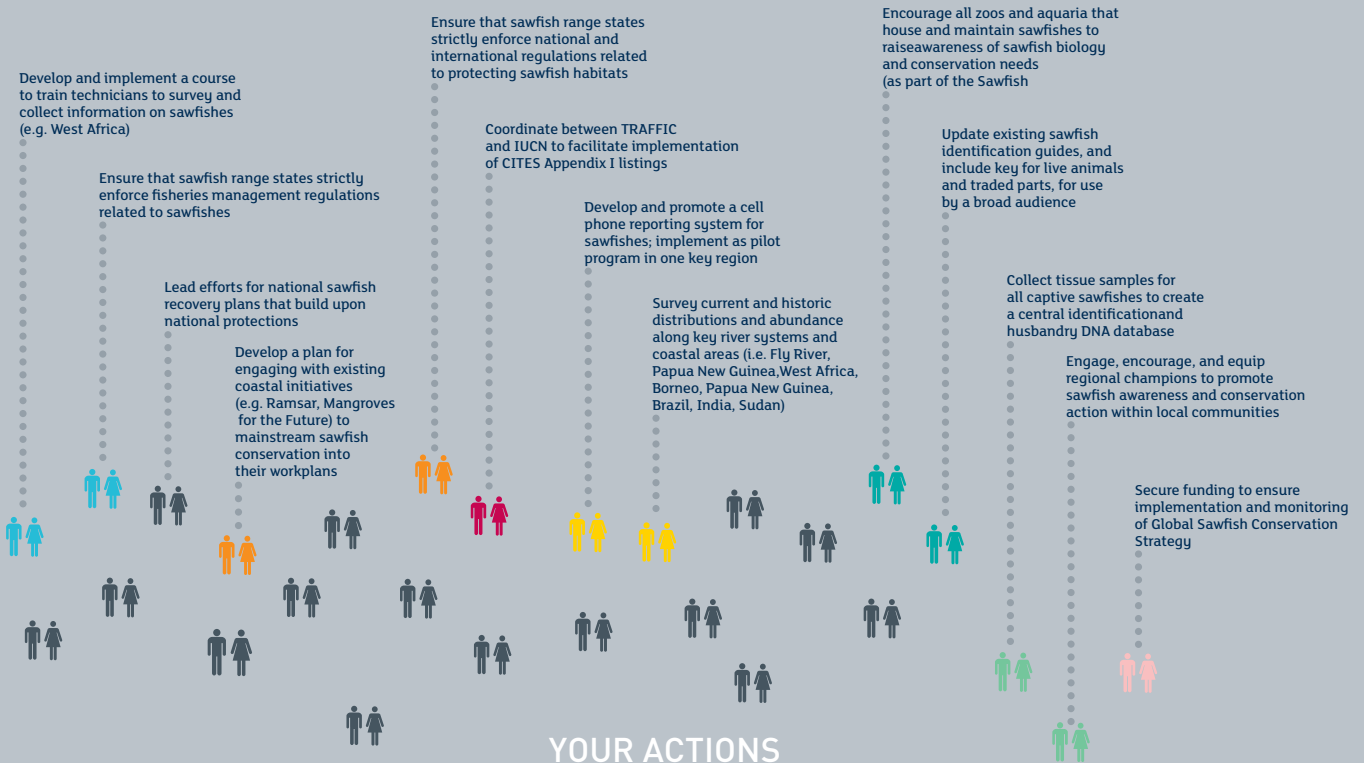 Develop and implement a course
to train technicians to survey and
collect information on sawfishes
(e.g. West Africa)
Ensure that sawfish range states strictly
enforce fisheries management regulations
related to sawfishes
Lead efforts for national sawfish
recovery plans that build upon
national protections
Develop a plan for
engaging with existing
coastal initiatives
(e.g. Ramsar, Mangroves
for the Future) to
mainstream sawfish
conservation into
their workplans
Ensure that sawfish range states
strictly enforce national and
international regulations related
to protecting sawfish habitats
Coordinate between TRAFFIC
and IUCN to facilitate implementation
of CITES Appendix I listings
Develop and promote a cell
phone reporting system for
sawfishes; implement as pilot
program in one key region
Survey current and historic
distributions and abundance
along key river systems and
coastal areas (i.e. Fly River,
Papua New Guinea,West Africa,
Borneo, Papua New Guinea,
Brazil, India, Sudan)
Encourage all zoos and aquaria that
house and maintain sawfishes to
raiseawareness of sawfish biology
and conservation needs
(as part of the Sawfish
Update existing sawfish
identification guides, and
include key for live animals
and traded parts, for use
by a broad audience
Collect tissue samples for
all captive sawfishes to create
a central identificationand
husbandry DNA database
Engage, encourage, and equip
regional champions to promote
sawfish awareness and conservation
action within local communities
Secure funding to ensure
implementation and monitoring
of Global Sawfish Conservation
Strategy
YOUR ACTIONS